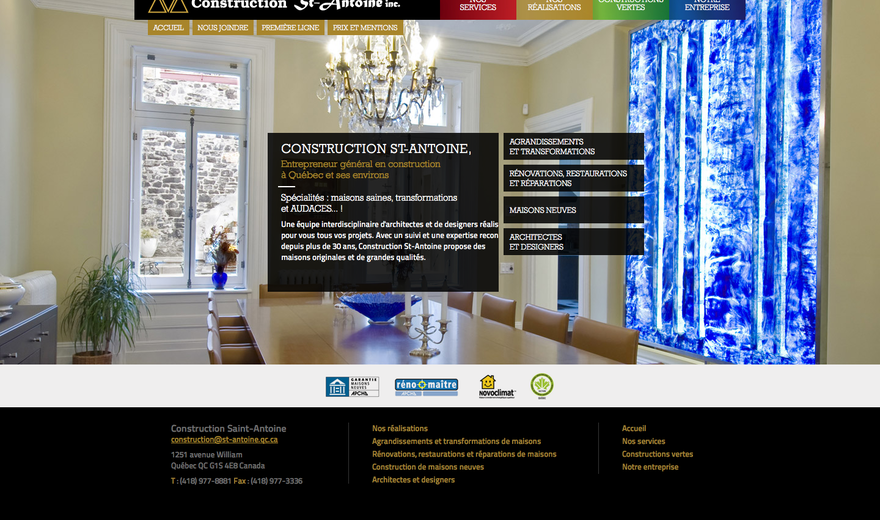 Construction St-Antoine inc.
NOS
SERVICES
NOS
RÉALISATIONS
CONSTRUCTIONS
VERTES
NOTRE
ENTREPRISE
ACCUEIL
NOUS JOINDRE
PREMIÈRE LIGNE
PRIX ET MENTIONS
CONSTRUCTION ST-ANTOINE,
Entrepreneur général en construction
à Québec et ses environs
Spécialités : maisons saines, transformations
et AUDACES... !
Une équipe interdisciplinaire d'architectes et de designers réalis
pour vous tous vos projets. Avec un suivi et une expertise recon
depuis plus de 30 ans, Construction St-Antoine propose des
maisons originales et de grandes qualités.
AGRANDISSEMENTS
ET TRANSFORMATIONS
RÉNOVATIONS, RESTAURATIONS
ET RÉPARATIONS
MAISONS NEUVES
ARCHITECTES
ET DESIGNERS
GARANTIE
MAISONS
NEUVES
APCHQ
réno-maître
APCHQ
novoclimat
Construction Saint-Antoine
construction@st-antoine.qc.ca
1251 avenue William
Québec QC G1S 4E8 Canada
T : (418) 977-8881 Fax : (418) 977-3336
Nos réalisations
Agrandissements et transformations de maisons
Rénovations, restaurations et réparations de maisons
Construction de maisons neuves
Architectes et designers
Accueil
Nos services
Constructions vertes
Notre entreprise